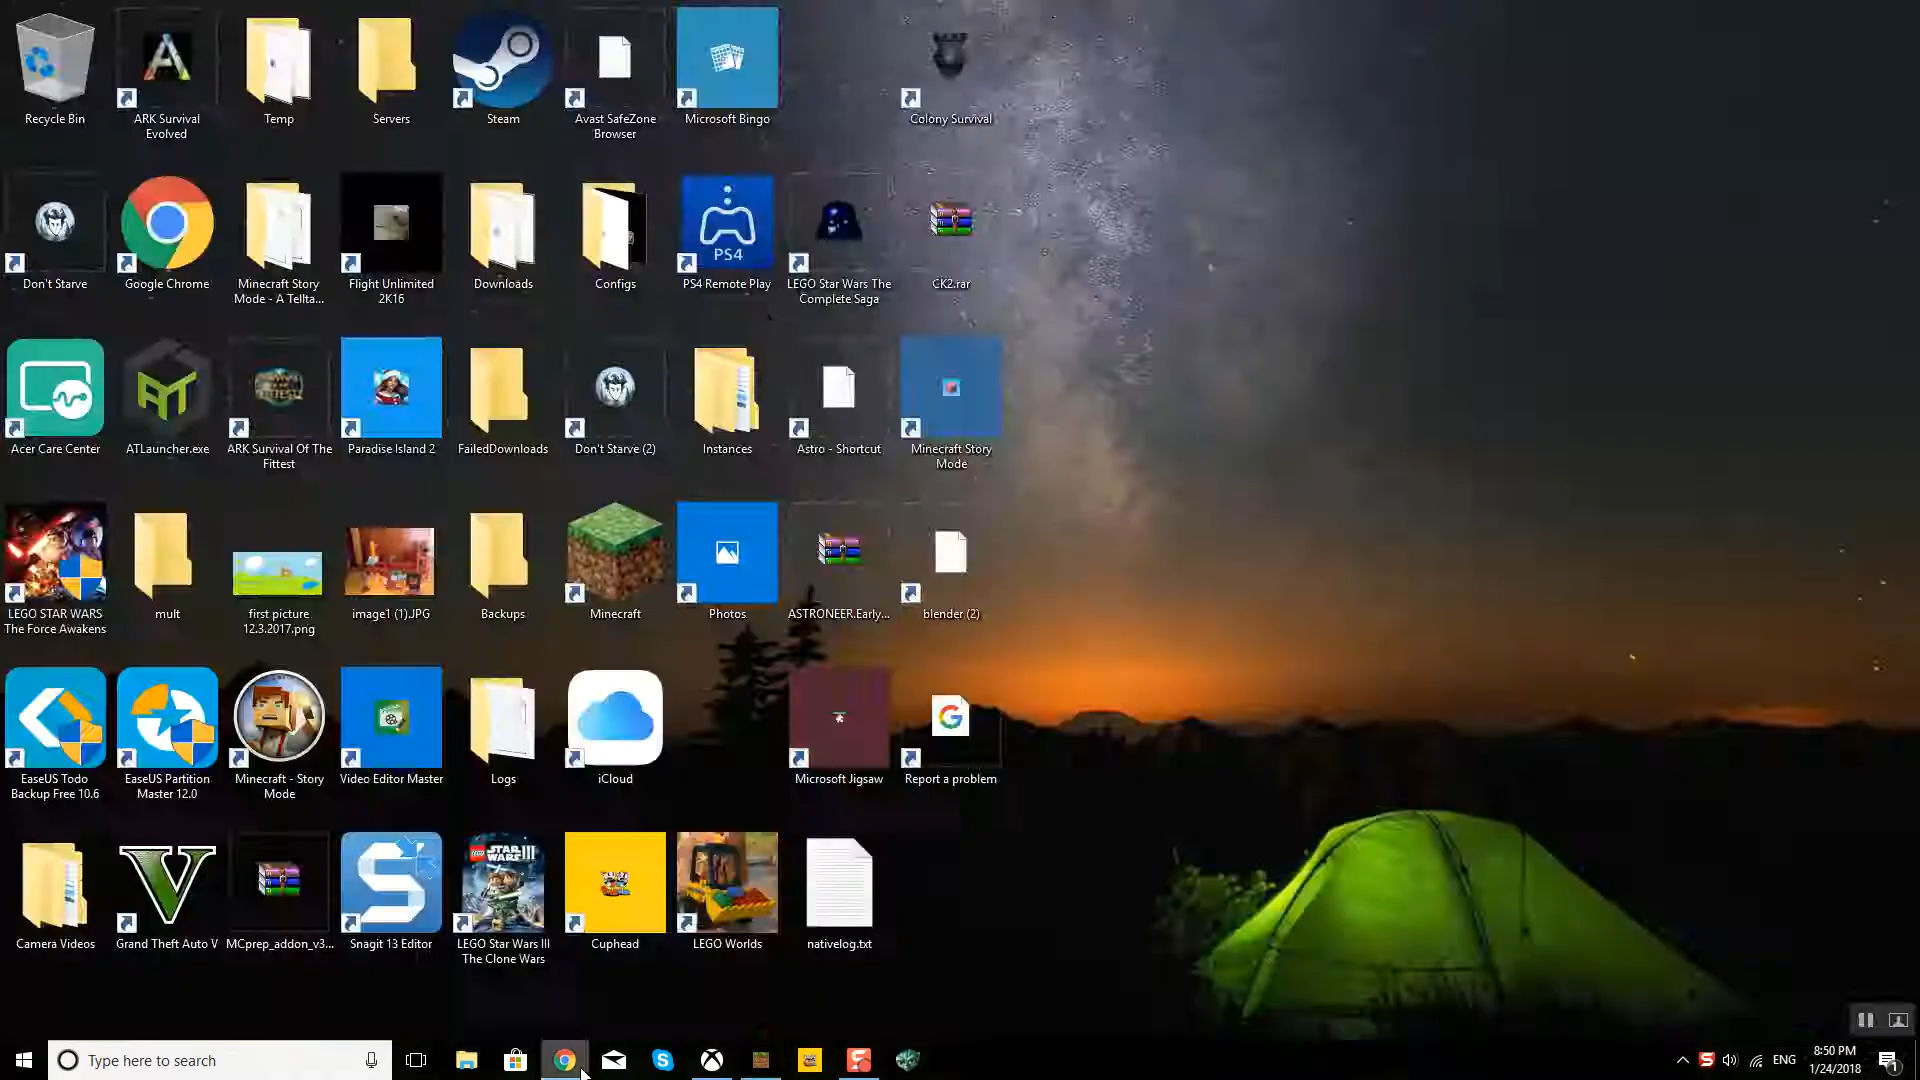 Recycle Bin
ARK Survival
Evolved
Temp
Servers
Steam
Avast SafeZone
Browser
Microsoft Bingo
Colony Survival
Don't Starve
Google Chrome
Minecraft Story
Mode - A Tellta...
Flight Unlimited
2K16
Downloads
Configs
PS4
PS4 Remote Play
LEGO Star Wars The
Complete Saga
CK2.rar
Acer Care Center
ATLauncher.exe
ARK Survival Of The
Fittest
Paradise Island 2
FailedDownloads
Don't Starve (2)
Instances
Astro - Shortcut
Minecraft Story
Mode
LEGO STAR WARS
The Force Awakens
mult
first picture
12.3.2017.png
image1 (1).JPG
Backups
Minecraft
Photos
ASTRONEER.Early...
blender (2)
EaseUS Todo
Backup Free 10.6
EaseUS Partition
Master 12.0
Minecraft - Story
Mode
Video Editor Master
Logs
iCloud
Microsoft Jigsaw
Report a problem
Camera Videos
Grand Theft Auto V
MCprep_addon_v3...
Snagit 13 Editor
STAR WARS III
LEGO Star Wars III
The Clone Wars
Cuphead
LEGO Worlds
nativelog.txt
Type here to search
ENG
8:50 PM
1/24/2018
1